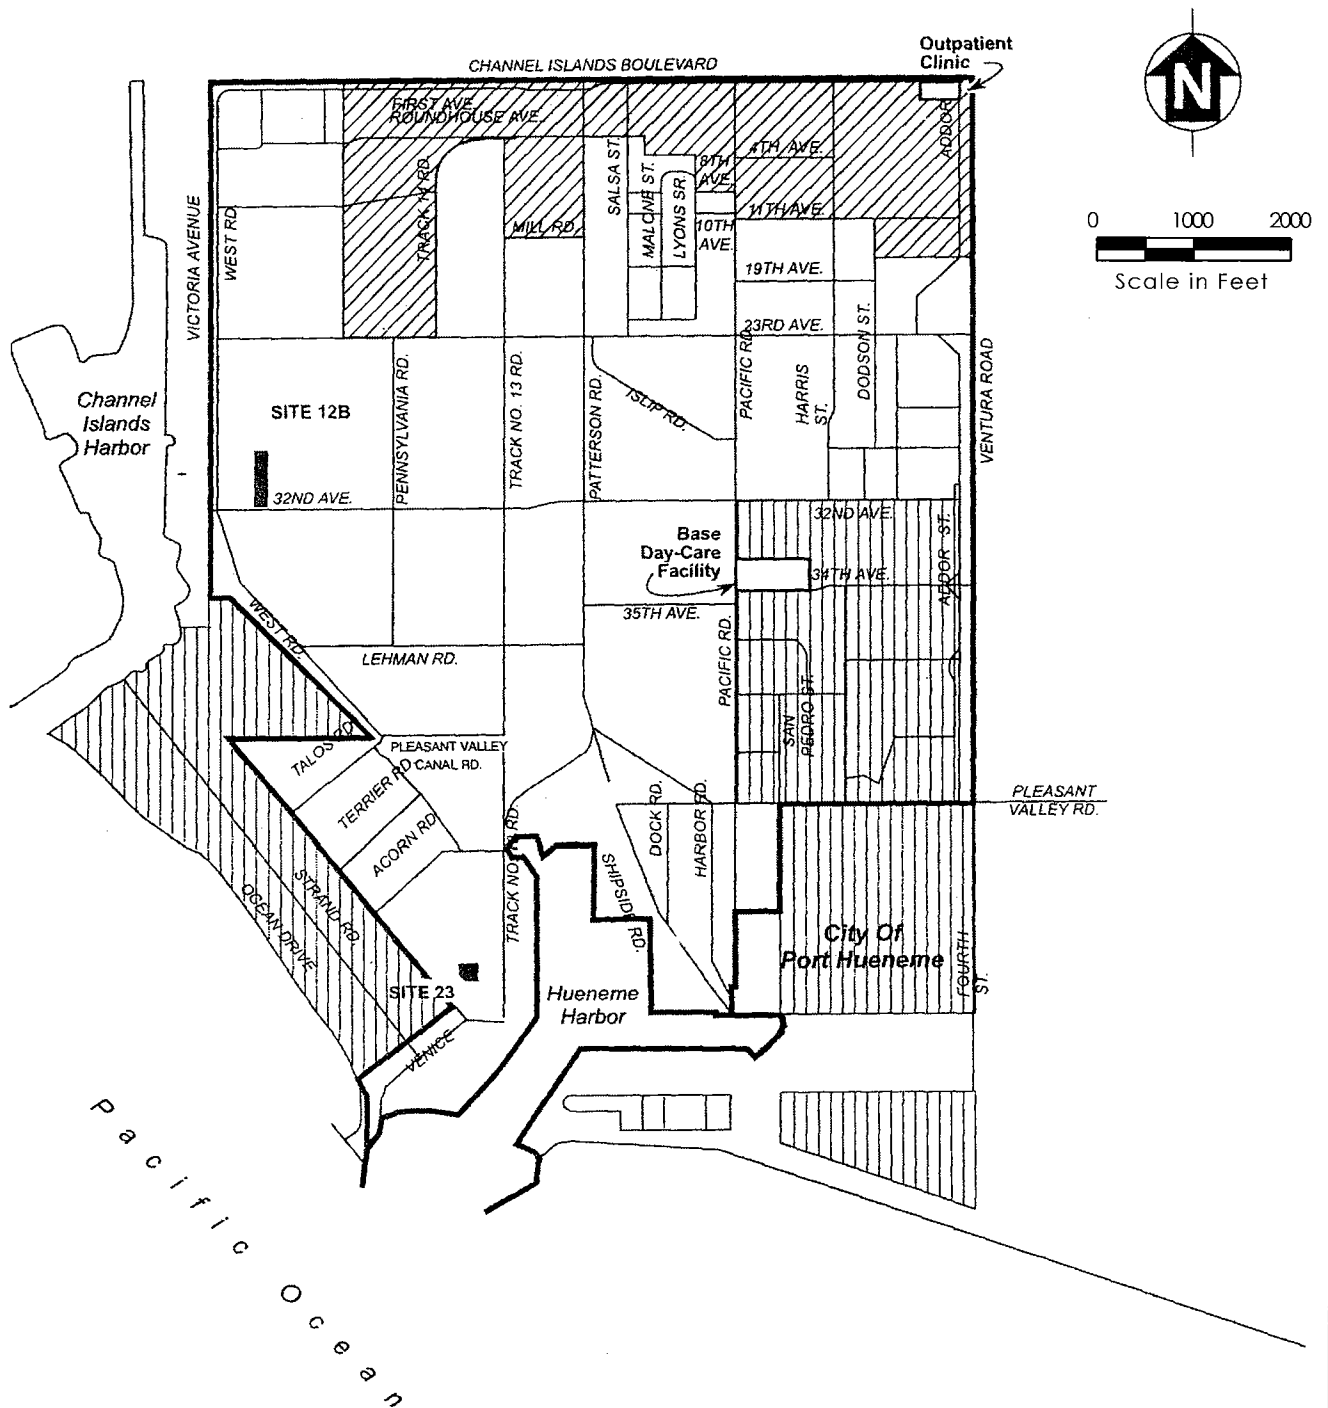 Outpatient
Clinic
CHANNEL ISLANDS BOULEVARD
N
FIRST AVE.
ROUNDHOUSE AVE.
ADDOR
4TH AVE.
8TH
AVE.
SALSA ST.
MALONE ST.
LYONS SR.
TRACK 14 RD.
11TH AVE.
10TH
AVE.
MILL RD.
WEST RD.
VICTORIA AVENUE
0 1000 2000
Scale in Feet
19TH AVE.
23RD AVE.
PACIFIC RD.
DODSON ST.
HARRIS
ST.
VENTURA ROAD
PENNSYLVANIA RD.
TRACK NO. 13 RD.
PATTERSON RD.
ISLIP RD.
Channel
Islands
Harbor
SITE 12B
32ND AVE.
32ND AVE.
Base
Day-Care
Facility
34TH AVE.
ADDOR ST.
35TH AVE.
WEST RD.
LEHMAN RD.
PACIFIC RD.
SAN
PEDRO ST.
TALOS RD.
PLEASANT VALLEY
CANAL RD.
TERRIER RD.
ACORN RD.
DOCK RD.
HARBOR RD.
PLEASANT
VALLEY RD.
TRACK NO. RD.
SHIPSIDE RD.
STRAND RD.
OCEAN DRIVE
City Of
Port Hueneme
FOURTH
ST.
SITE 23
Hueneme
Harbor
VENICE
Pacific Ocean